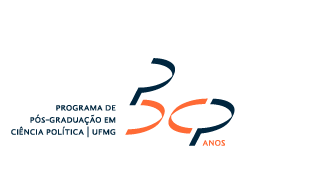 PROGRAMA DE
PÓS-GRADUAÇÃO EM
CIÊNCIA POLÍTICA | UFMG
ANOS